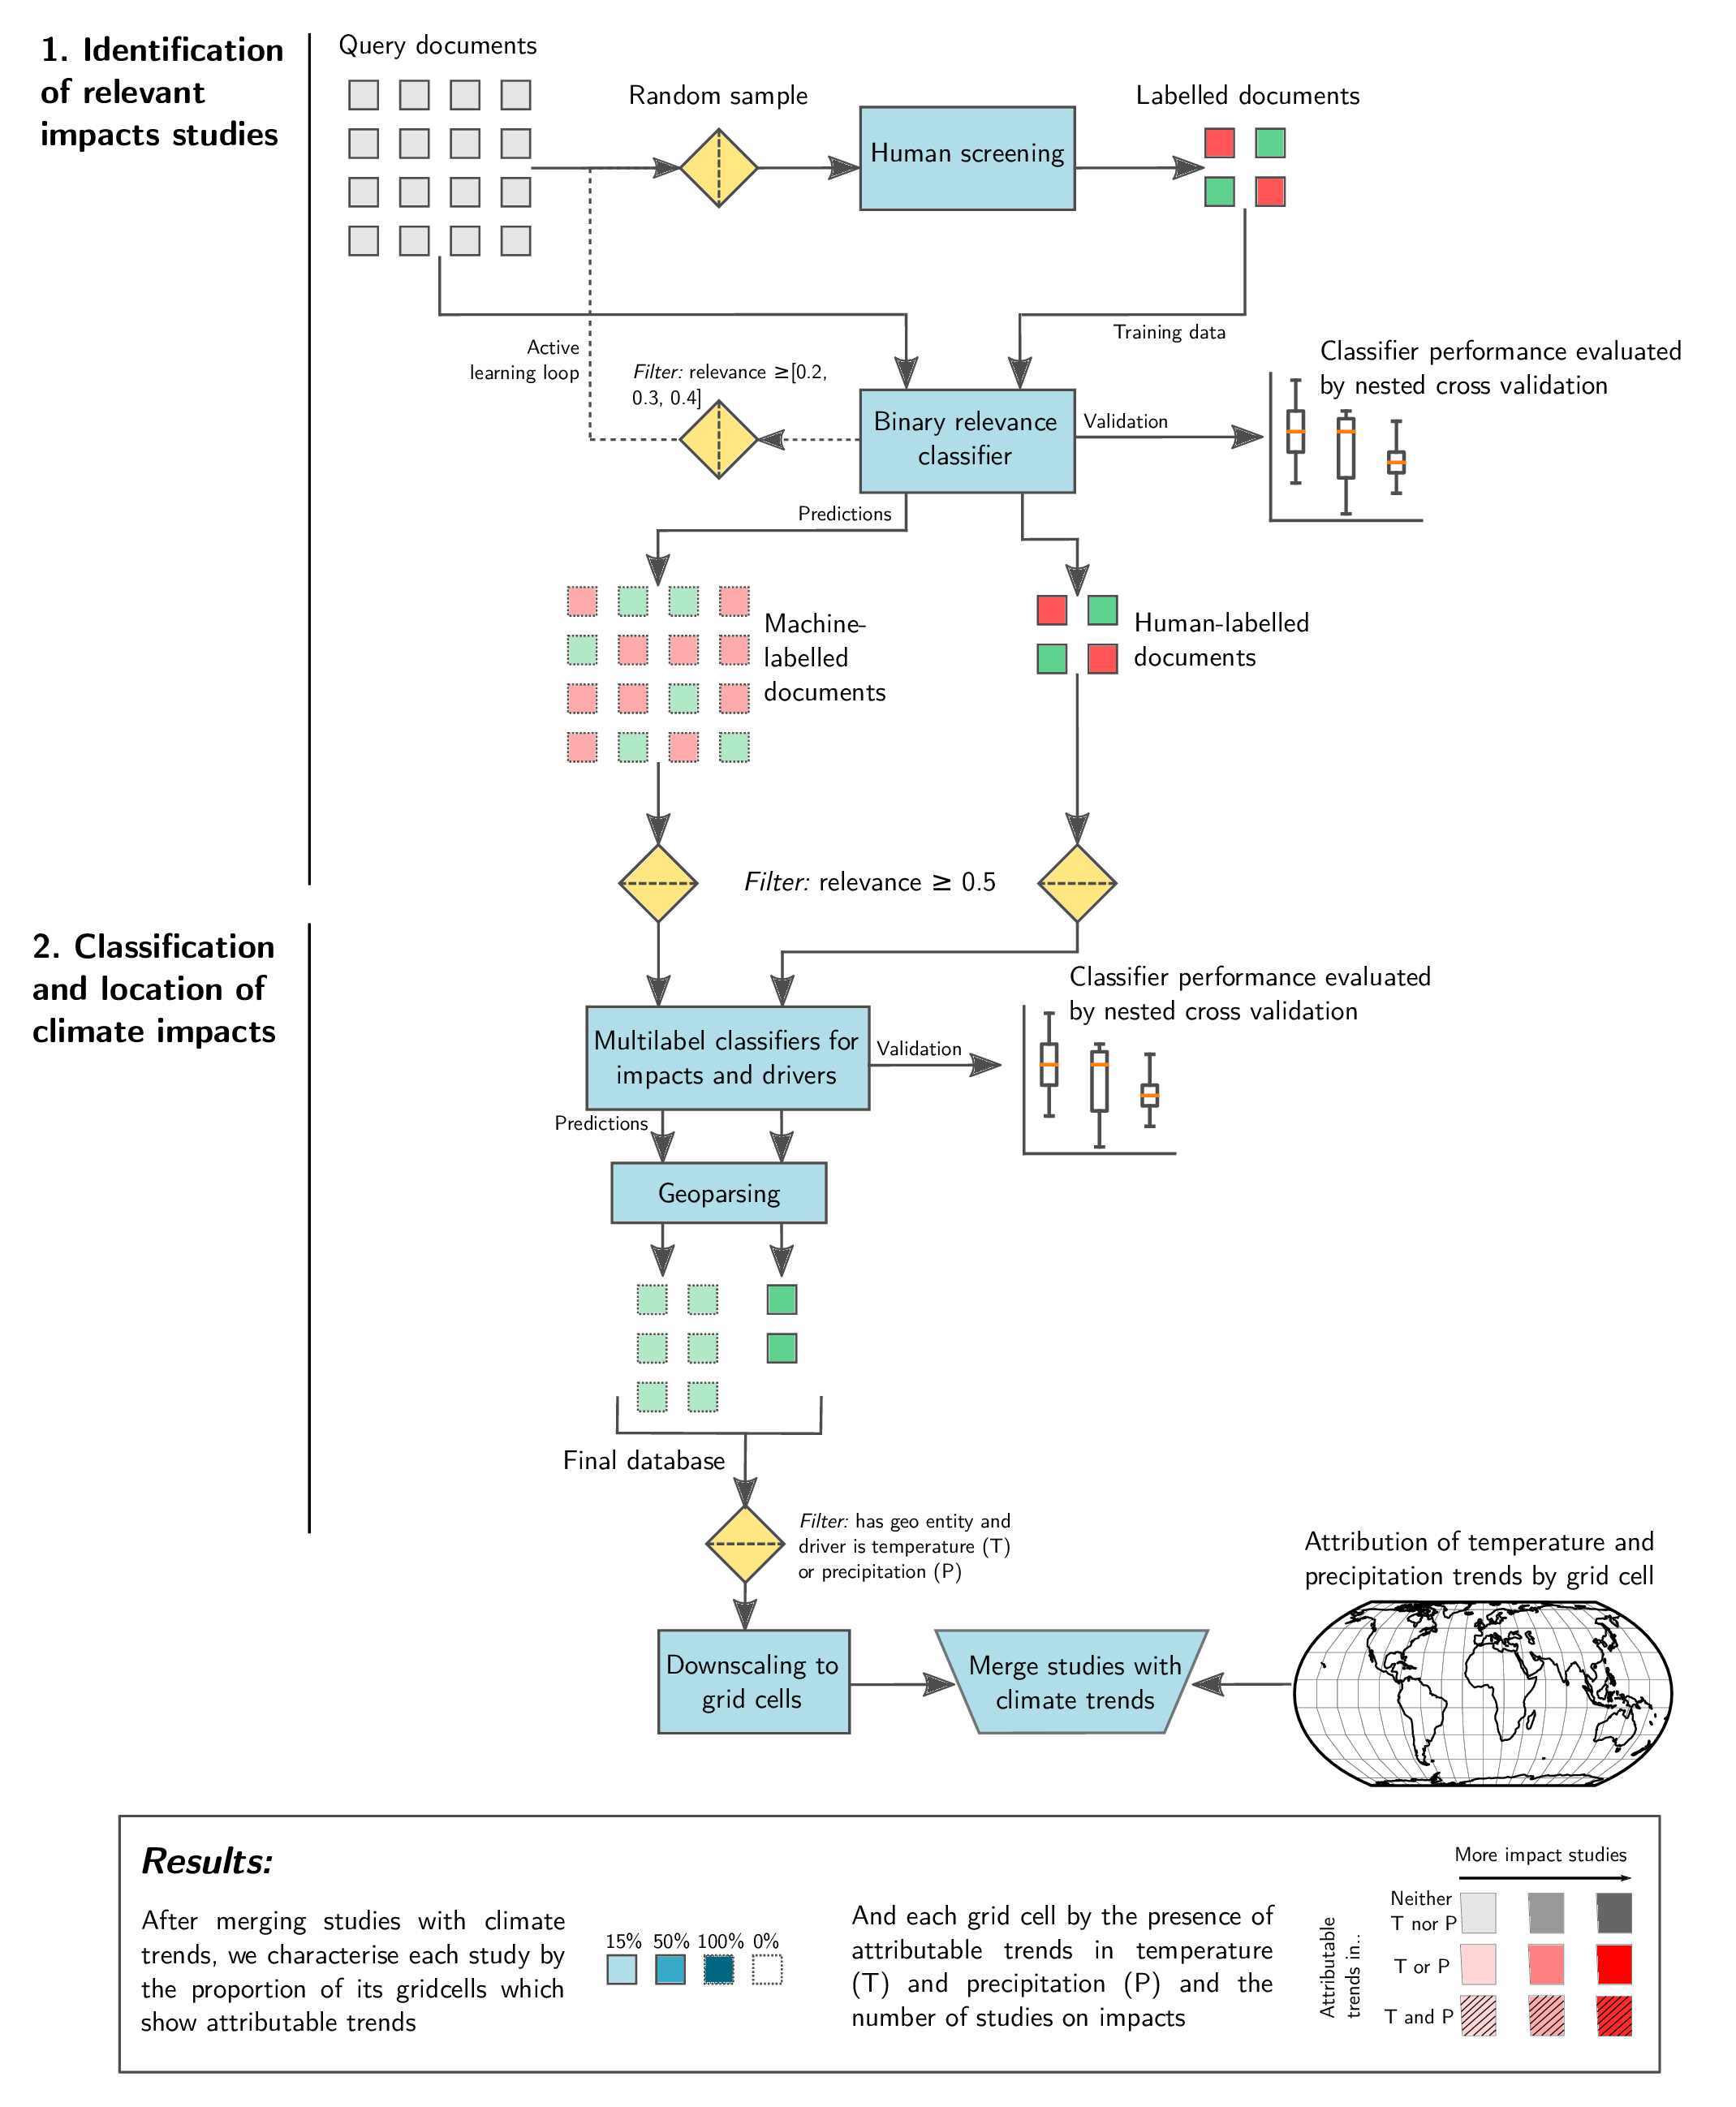 1. Identification
of relevant
impacts studies
Query documents
Random sample
Human screening
Labelled documents
Training data
Active
learning loop
Filter: relevance ≥[0.2,
0.3, 0.4]
Binary relevance
classifier
Validation
Classifier performance evaluated
by nested cross validation
Predictions
Machine-
labelled
documents
Human-labelled
documents
Filter: relevance ≥ 0.5
2. Classification
and location of
climate impacts
Multilabel classifiers for
impacts and drivers
Validation
Classifier performance evaluated
by nested cross validation
Predictions
Geoparsing
Final database
Filter: has geo entity and
driver is temperature (T)
or precipitation (P)
Attribution of temperature and
precipitation trends by grid cell
Downscaling to
grid cells
Merge studies with
climate trends
Results:
After merging studies with climate
trends, we characterise each study by
the proportion of its gridcells which
show attributable trends
15% 50% 100% 0%
And each grid cell by the presence of
attributable trends in temperature
(T) and precipitation (P) and the
number of studies on impacts
More impact studies
Attributable
trends in..
Neither
T nor P
T or P
T and P